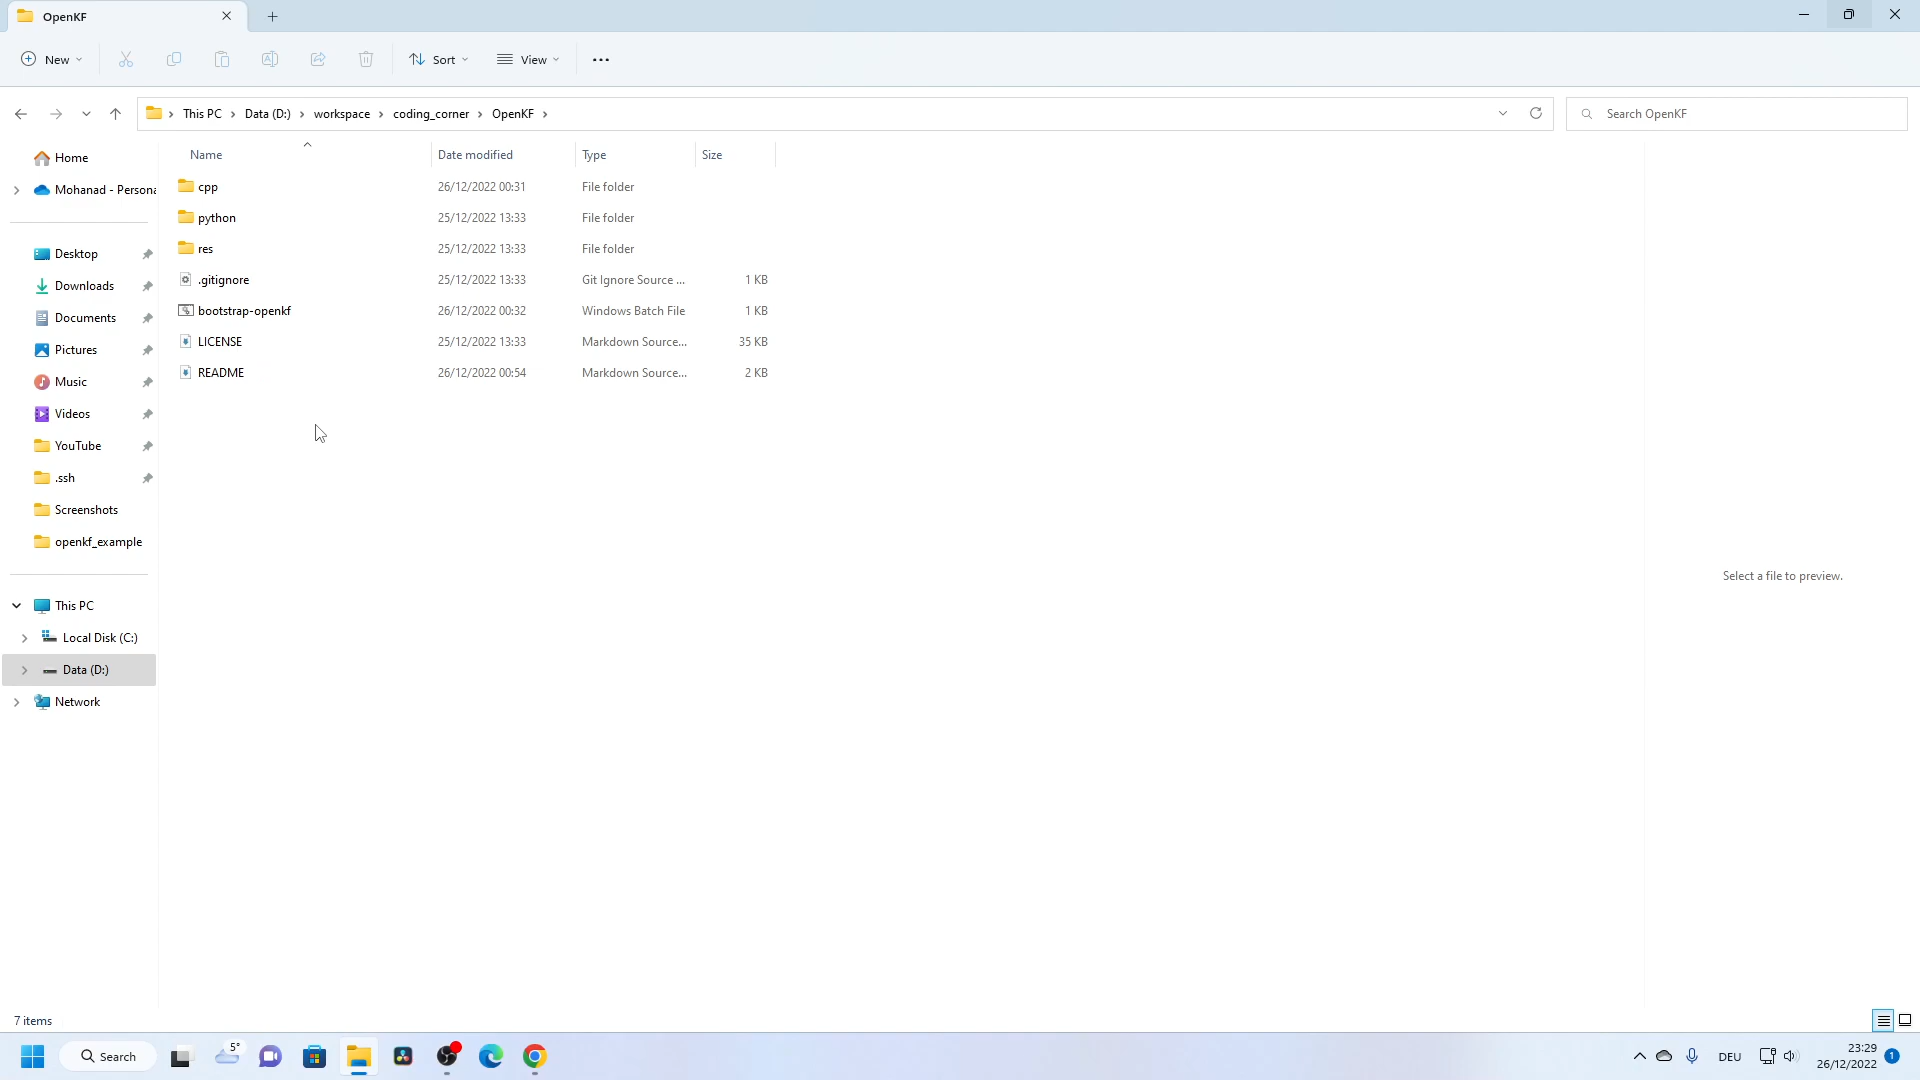 OpenKF
New
Sort
View
This PC
Data (D:)
workspace
coding_corner
OpenKF
Search OpenKF
Home
Mohanad - Persona
Desktop
Downloads
Documents
Pictures
Music
Videos
YouTube
.ssh
Screenshots
openkf_example
This PC
Local Disk (C:)
Data (D:)
Network
Name Date modified Type Size
cpp 26/12/2022 00:31 File folder
python 25/12/2022 13:33 File folder
res 25/12/2022 13:33 File folder
.gitignore 25/12/2022 13:33 Git Ignore Source ... 1 KB
bootstrap-openkf 26/12/2022 00:32 Windows Batch File 1 KB
LICENSE 25/12/2022 13:33 Markdown Source... 35 KB
README 26/12/2022 00:54 Markdown Source... 2 KB
Select a file to preview.
7 items
Search
5°
DEU
23:29
26/12/2022
1